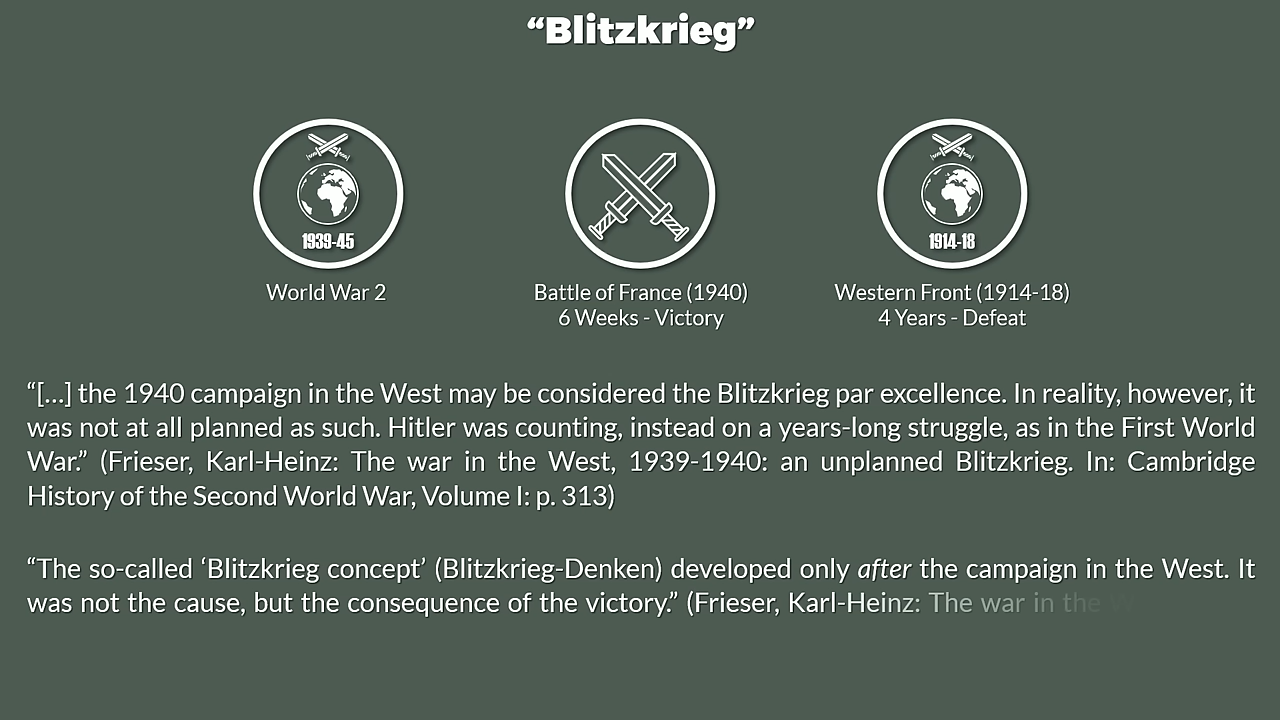 “Blitzkrieg”
1939-45
1914-18
World War 2
Battle of France (1940)
6 Weeks - Victory
Western Front (1914-18)
4 Years - Defeat
“[…] the 1940 campaign in the West may be considered the Blitzkrieg par excellence. In reality, however, it
was not at all planned as such. Hitler was counting, instead on a years-long struggle, as in the First World
War.” (Frieser, Karl-Heinz: The war in the West, 1939-1940: an unplanned Blitzkrieg. In: Cambridge
History of the Second World War, Volume I: p. 313)
“The so-called ‘Blitzkrieg concept’ (Blitzkrieg-Denken) developed only after the campaign in the West. It
was not the cause, but the consequence of the victory.” (Frieser, Karl-Heinz: The war in the